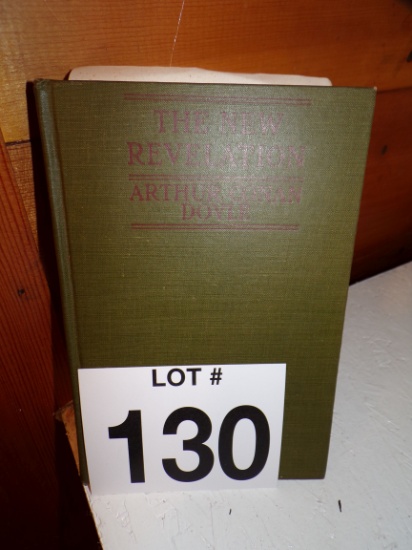 THE NEW
REVELATION
ARTHUR CONAN
DOYLE
LOT #
130